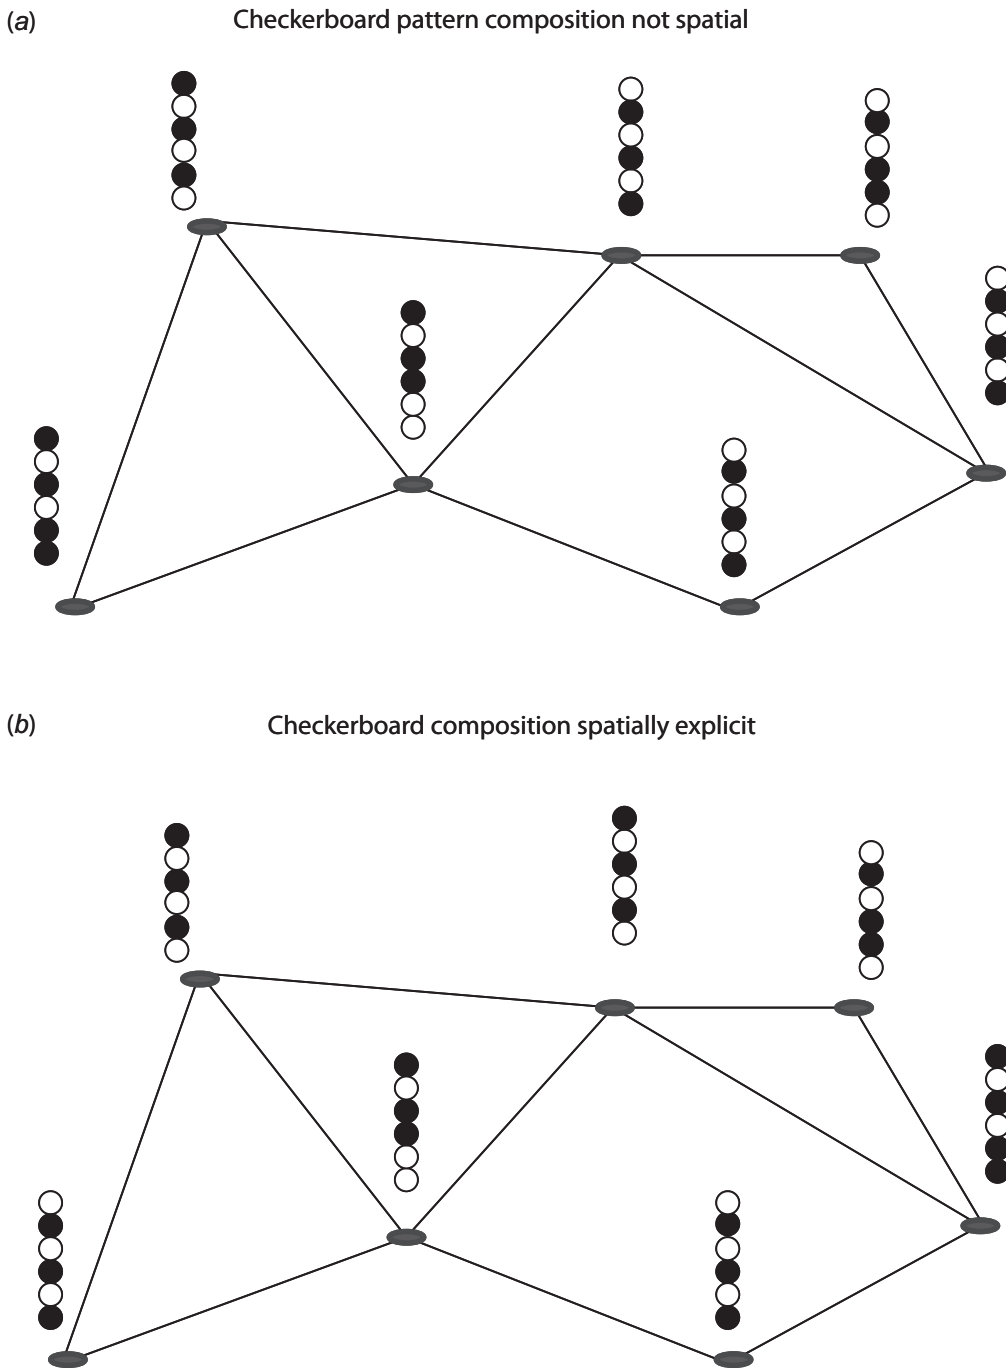 (a) Checkerboard pattern composition not spatial
(b) Checkerboard composition spatially explicit